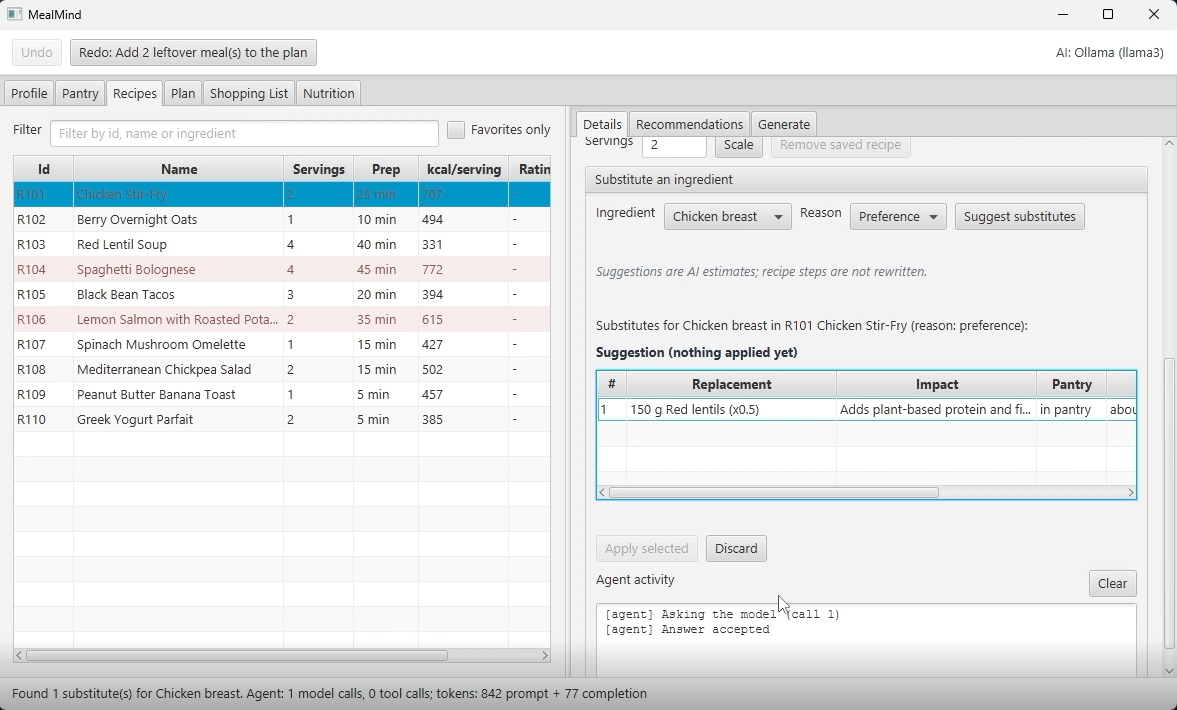 MealMind
Undo
Redo: Add 2 leftover meal(s) to the plan
AI: Ollama (llama3)
Profile
Pantry
Recipes
Plan
Shopping List
Nutrition
Filter
Filter by id, name or ingredient
Favorites only
Id Name Servings Prep kcal/serving Ratin
R101 Chicken Stir-Fry 2 25 min 707 -
R102 Berry Overnight Oats 1 10 min 494 -
R103 Red Lentil Soup 4 40 min 331 -
R104 Spaghetti Bolognese 4 45 min 772 -
R105 Black Bean Tacos 3 20 min 394 -
R106 Lemon Salmon with Roasted Pota... 2 35 min 615 -
R107 Spinach Mushroom Omelette 1 15 min 427 -
R108 Mediterranean Chickpea Salad 2 15 min 502 -
R109 Peanut Butter Banana Toast 1 5 min 457 -
R110 Greek Yogurt Parfait 2 5 min 385 -
Details
Recommendations
Generate
Servings 2 Scale Remove saved recipe
Substitute an ingredient
Ingredient Chicken breast Reason Preference Suggest substitutes
Suggestions are AI estimates; recipe steps are not rewritten.
Substitutes for Chicken breast in R101 Chicken Stir-Fry (reason: preference):
Suggestion (nothing applied yet)
# Replacement Impact Pantry
1 150 g Red lentils (x0.5) Adds plant-based protein and fi... in pantry abou
Apply selected Discard
Agent activity
Clear
[agent] Asking the model (call 1)
[agent] Answer accepted
Found 1 substitute(s) for Chicken breast. Agent: 1 model calls, 0 tool calls; tokens: 842 prompt + 77 completion